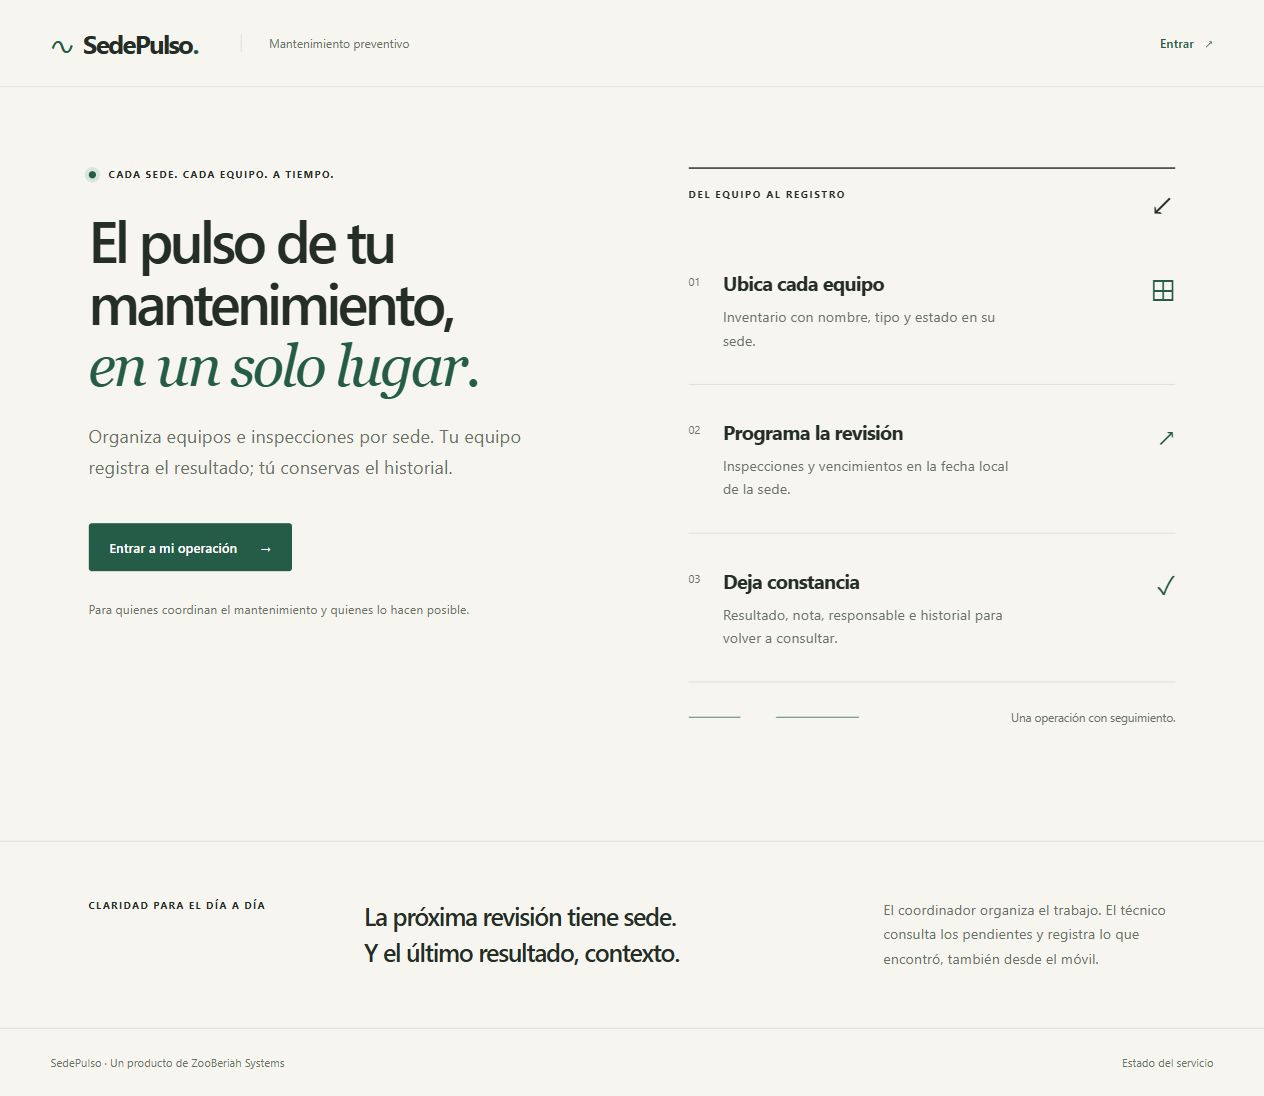 SedePulso.
Mantenimiento preventivo
Entrar ↗
CADA SEDE. CADA EQUIPO. A TIEMPO.
El pulso de tu
mantenimiento,
en un solo lugar.
Organiza equipos e inspecciones por sede. Tu equipo
registra el resultado; tú conservas el historial.
Entrar a mi operación →
Para quienes coordinan el mantenimiento y quienes lo hacen posible.
DEL EQUIPO AL REGISTRO
01
Ubica cada equipo
Inventario con nombre, tipo y estado en su
sede.
02
Programa la revisión
Inspecciones y vencimientos en la fecha local
de la sede.
03
Deja constancia
Resultado, nota, responsable e historial para
volver a consultar.
Una operación con seguimiento.
CLARIDAD PARA EL DÍA A DÍA
La próxima revisión tiene sede.
Y el último resultado, contexto.
El coordinador organiza el trabajo. El técnico
consulta los pendientes y registra lo que
encontró, también desde el móvil.
SedePulso · Un producto de ZooBeriah Systems
Estado del servicio